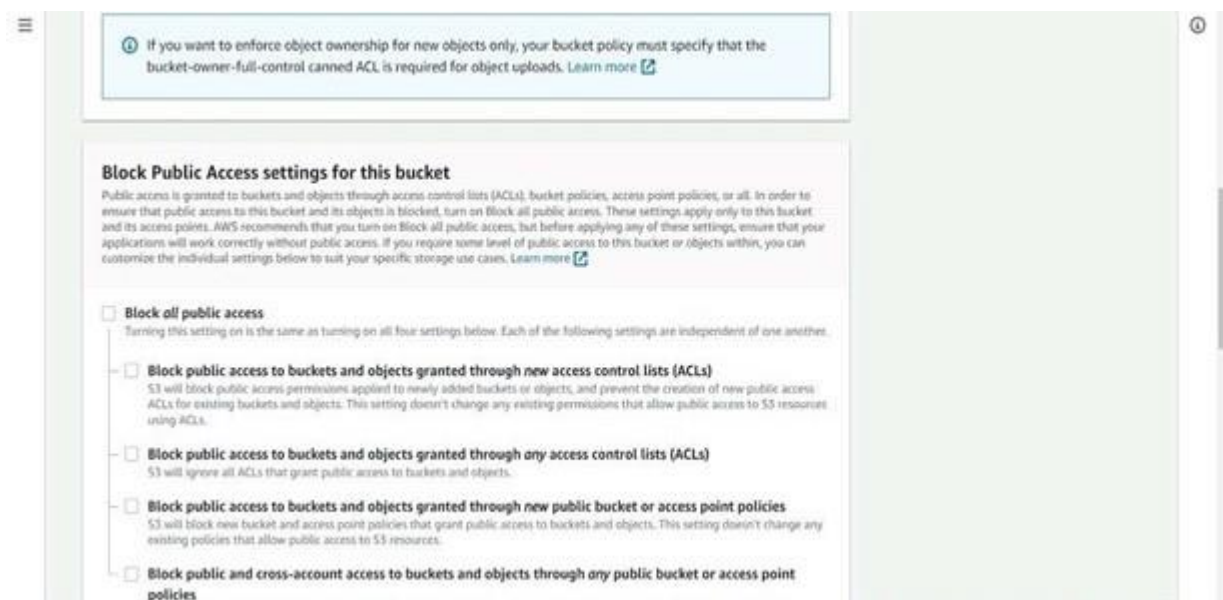 If you want to enforce object ownership for new objects only, your bucket policy must specify that the
bucket-owner-full-control canned ACL is required for object uploads. Learn more
Block Public Access settings for this bucket
Public access is granted to buckets and objects through access control lists (ACLs), bucket policies, access point policies, or all. In order to
ensure that public access to this bucket and its objects is blocked, turn on Block all public access. These settings apply only to this bucket
and its access points. AWS recommends that you turn on Block all public access, but before applying any of these settings, ensure that your
applications will work correctly without public access. If you require some level of public access to this bucket or objects within, you can
customize the individual settings below to suit your specific storage use cases. Learn more
Block all public access
Turning this setting on is the same as turning on all four settings below. Each of the following settings are independent of one another.
Block public access to buckets and objects granted through new access control lists (ACLs)
S3 will block public access permissions applied to newly added buckets or objects, and prevent the creation of new public access
ACLs for existing buckets and objects. This setting doesn't change any existing permissions that allow public access to S3 resources
using ACLs.
Block public access to buckets and objects granted through any access control lists (ACLs)
S3 will ignore all ACLs that grant public access to buckets and objects.
Block public access to buckets and objects granted through new public bucket or access point policies
S3 will block new bucket and access point policies that grant public access to buckets and objects. This setting doesn't change any
existing policies that allow public access to S3 resources.
Block public and cross-account access to buckets and objects through any public bucket or access point
policies